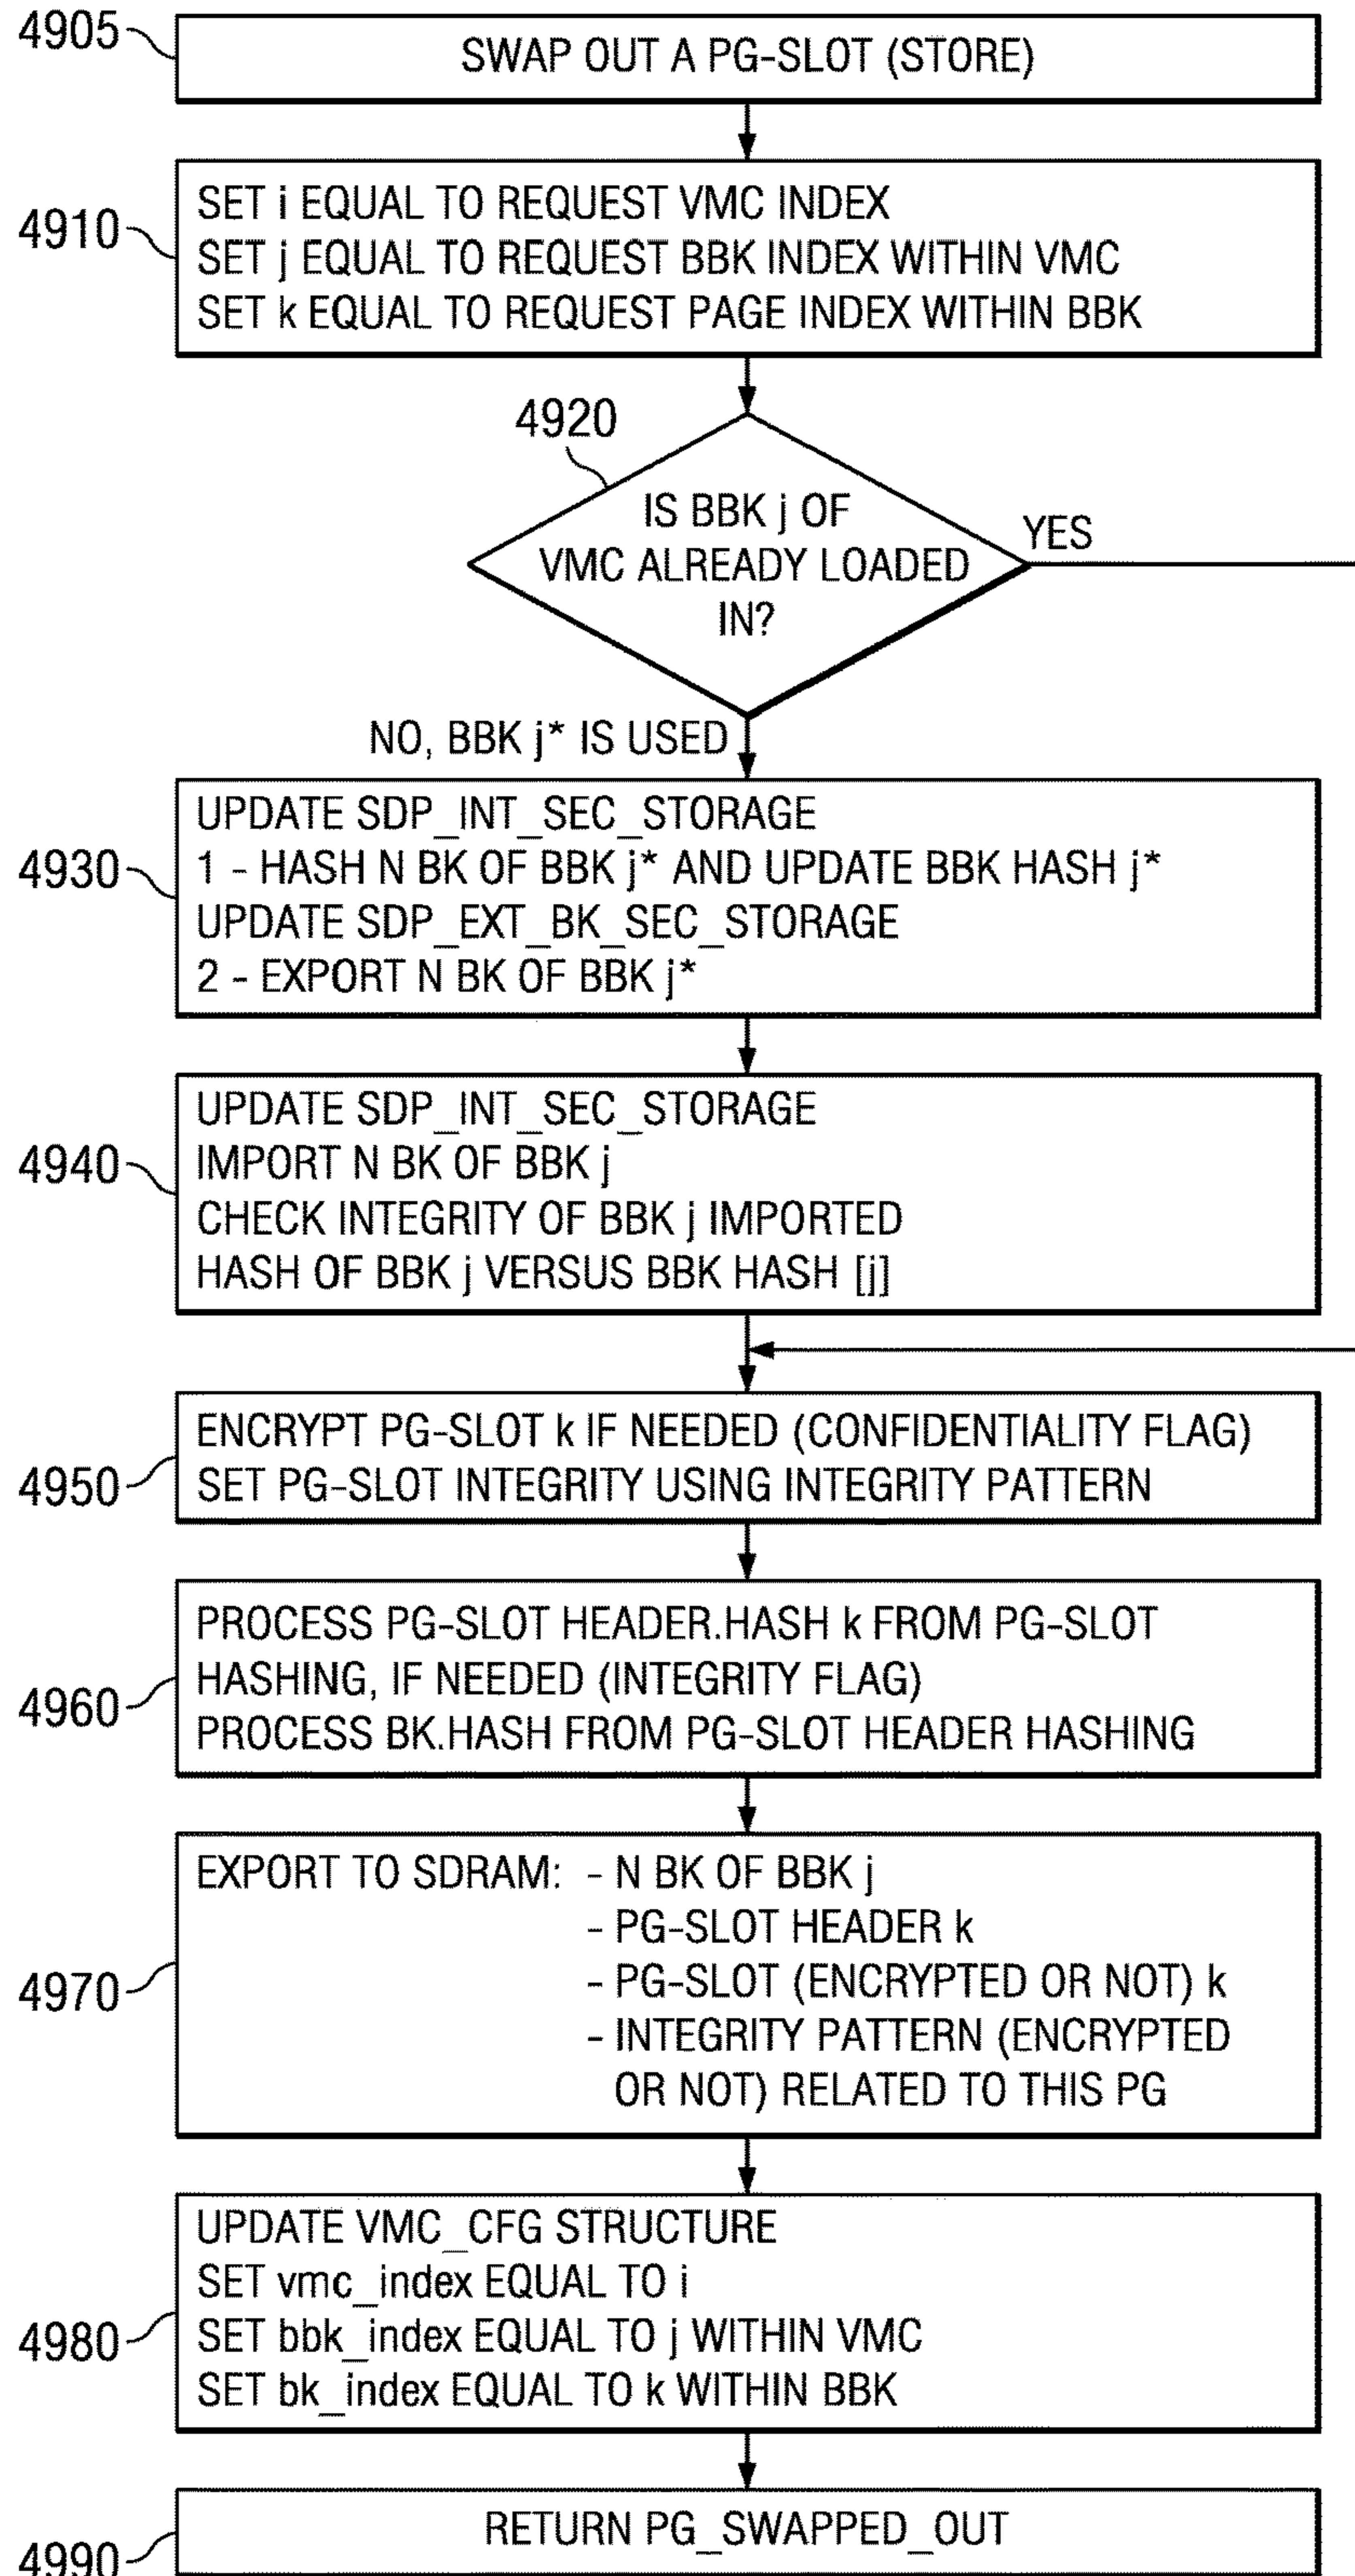 4905
SWAP OUT A PG-SLOT (STORE)
4910
SET i EQUAL TO REQUEST VMC INDEX
SET j EQUAL TO REQUEST BBK INDEX WITHIN VMC
SET k EQUAL TO REQUEST PAGE INDEX WITHIN BBK
4920
IS BBK j OF
VMC ALREADY LOADED
IN?
YES
NO, BBK j* IS USED
4930
UPDATE SDP_INT_SEC_STORAGE
1 - HASH N BK OF BBK j* AND UPDATE BBK HASH j*
UPDATE SDP_EXT_BK_SEC_STORAGE
2 - EXPORT N BK OF BBK j*
4940
UPDATE SDP_INT_SEC_STORAGE
IMPORT N BK OF BBK j
CHECK INTEGRITY OF BBK j IMPORTED
HASH OF BBK j VERSUS BBK HASH [j]
4950
ENCRYPT PG-SLOT k IF NEEDED (CONFIDENTIALITY FLAG)
SET PG-SLOT INTEGRITY USING INTEGRITY PATTERN
4960
PROCESS PG-SLOT HEADER.HASH k FROM PG-SLOT
HASHING, IF NEEDED (INTEGRITY FLAG)
PROCESS BK.HASH FROM PG-SLOT HEADER HASHING
4970
EXPORT TO SDRAM: - N BK OF BBK j
- PG-SLOT HEADER k
- PG-SLOT (ENCRYPTED OR NOT) k
- INTEGRITY PATTERN (ENCRYPTED
OR NOT) RELATED TO THIS PG
4980
UPDATE VMC_CFG STRUCTURE
SET vmc_index EQUAL TO i
SET bbk_index EQUAL TO j WITHIN VMC
SET bk_index EQUAL TO k WITHIN BBK
4990
RETURN PG_SWAPPED_OUT